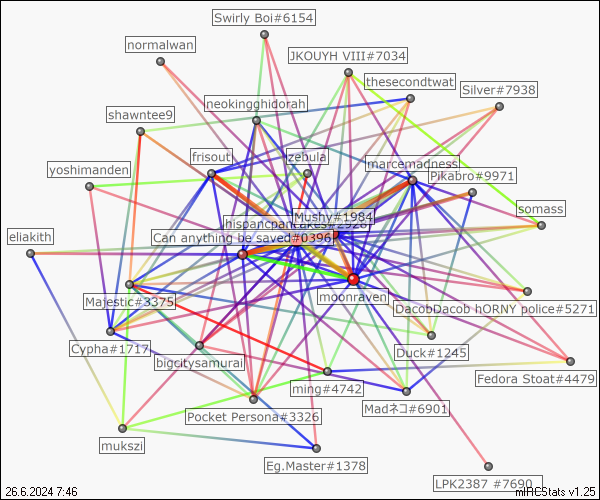 Swirly Boi#6154
normalwan
JKOUYH VIII#7034
thesecondtwat
Silver#7938
neokingghidorah
shawntee9
frisout
zebula
marcemadness
yoshimanden
Pikabro#9971
somass
Mushy#1984
hispancpancakes#2926
eliakith
Can anything be saved#0396
moonraven
Majestic#3375
DacobDacob hORNY police#5271
Cypha#1717
Duck#1245
bigcitysamurai
Fedora Stoat#4479
ming#4742
Madネコ#6901
Pocket Persona#3326
mukszi
Eg.Master#1378
LPK2387 #7690
26.6.2024 7:46
mIRCStats v1.25